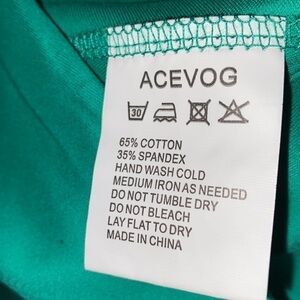 ACEVOG
30
65% COTTON
35% SPANDEX
HAND WASH COLD
MEDIUM IRON AS NEEDED
DO NOT TUMBLE DRY
DO NOT BLEACH
LAY FLAT TO DRY
MADE IN CHINA